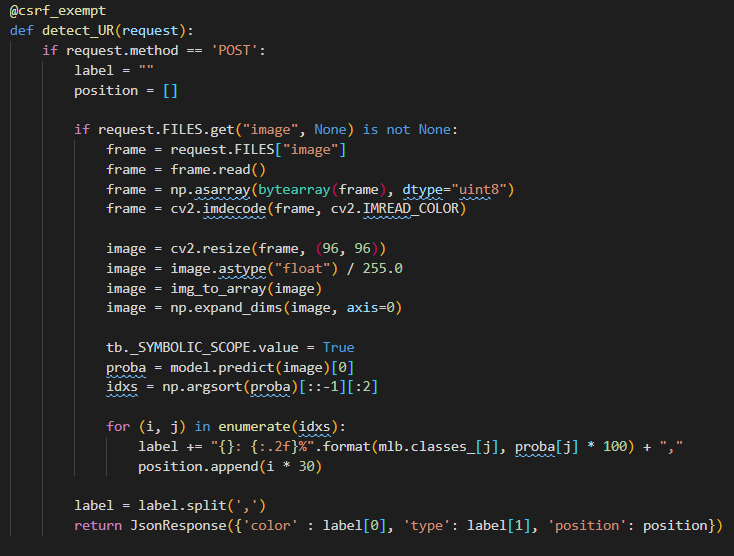 @csrf_exempt
def detect_UR(request):
    if request.method == 'POST':
        label = ""
        position = []

        if request.FILES.get("image", None) is not None:
            frame = request.FILES["image"]
            frame = frame.read()
            frame = np.asarray(bytearray(frame), dtype="uint8")
            frame = cv2.imdecode(frame, cv2.IMREAD_COLOR)

            image = cv2.resize(frame, (96, 96))
            image = image.astype("float") / 255.0
            image = img_to_array(image)
            image = np.expand_dims(image, axis=0)

            tb._SYMBOLIC_SCOPE.value = True
            proba = model.predict(image)[0]
            idxs = np.argsort(proba)[::-1][:2]

            for (i, j) in enumerate(idxs):
                label += "{}: {:.2f}%".format(mlb.classes_[j], proba[j] * 100) + ","
                position.append(i * 30)

        label = label.split(',')
        return JsonResponse({'color' : label[0], 'type': label[1], 'position': position})